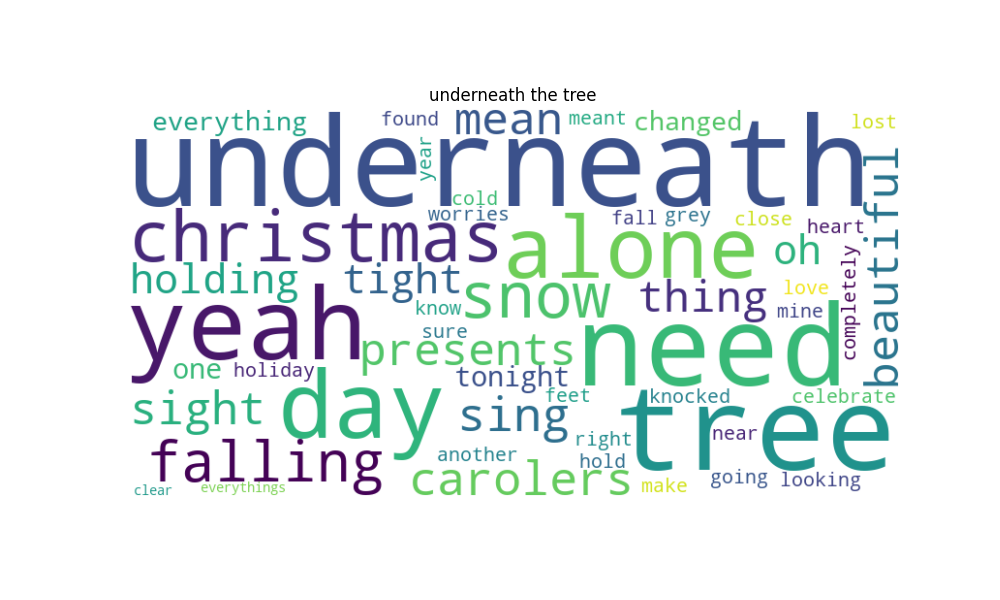 underneath the tree
everything found mean meant changed lost
underneath
year
cold
worries fall grey close heart
christmas alone oh beautiful
holding tight snow thing love completely
know mine
yeah sure need
presents
one holiday tonight
day feet knocked celebrate
sight sing tree
right near
falling another hold
carolers make going looking
clear everythings